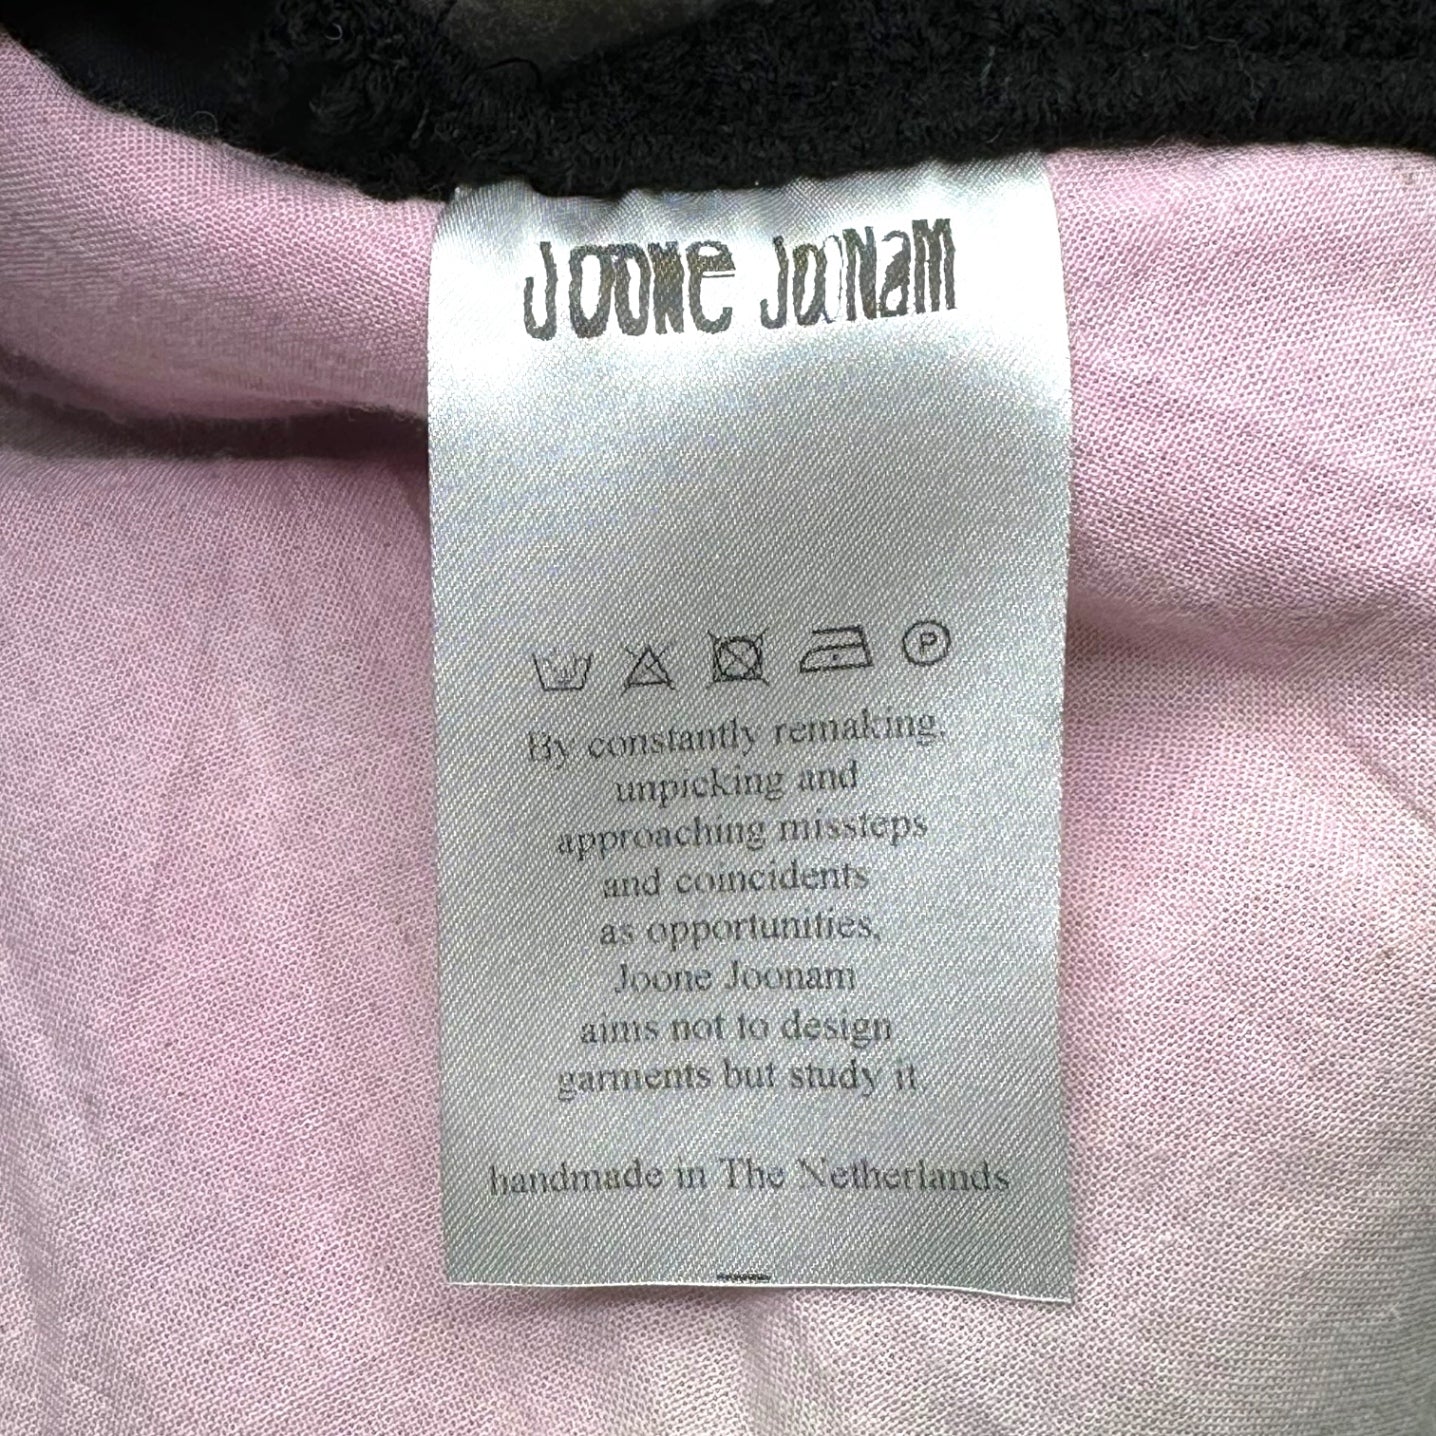 Joone Joonam
P
By constantly remaking,
unpicking and
approaching missteps
and coincidents
as opportunities,
Joone Joonam
aims not to design
garments but study it.
handmade in The Netherlands